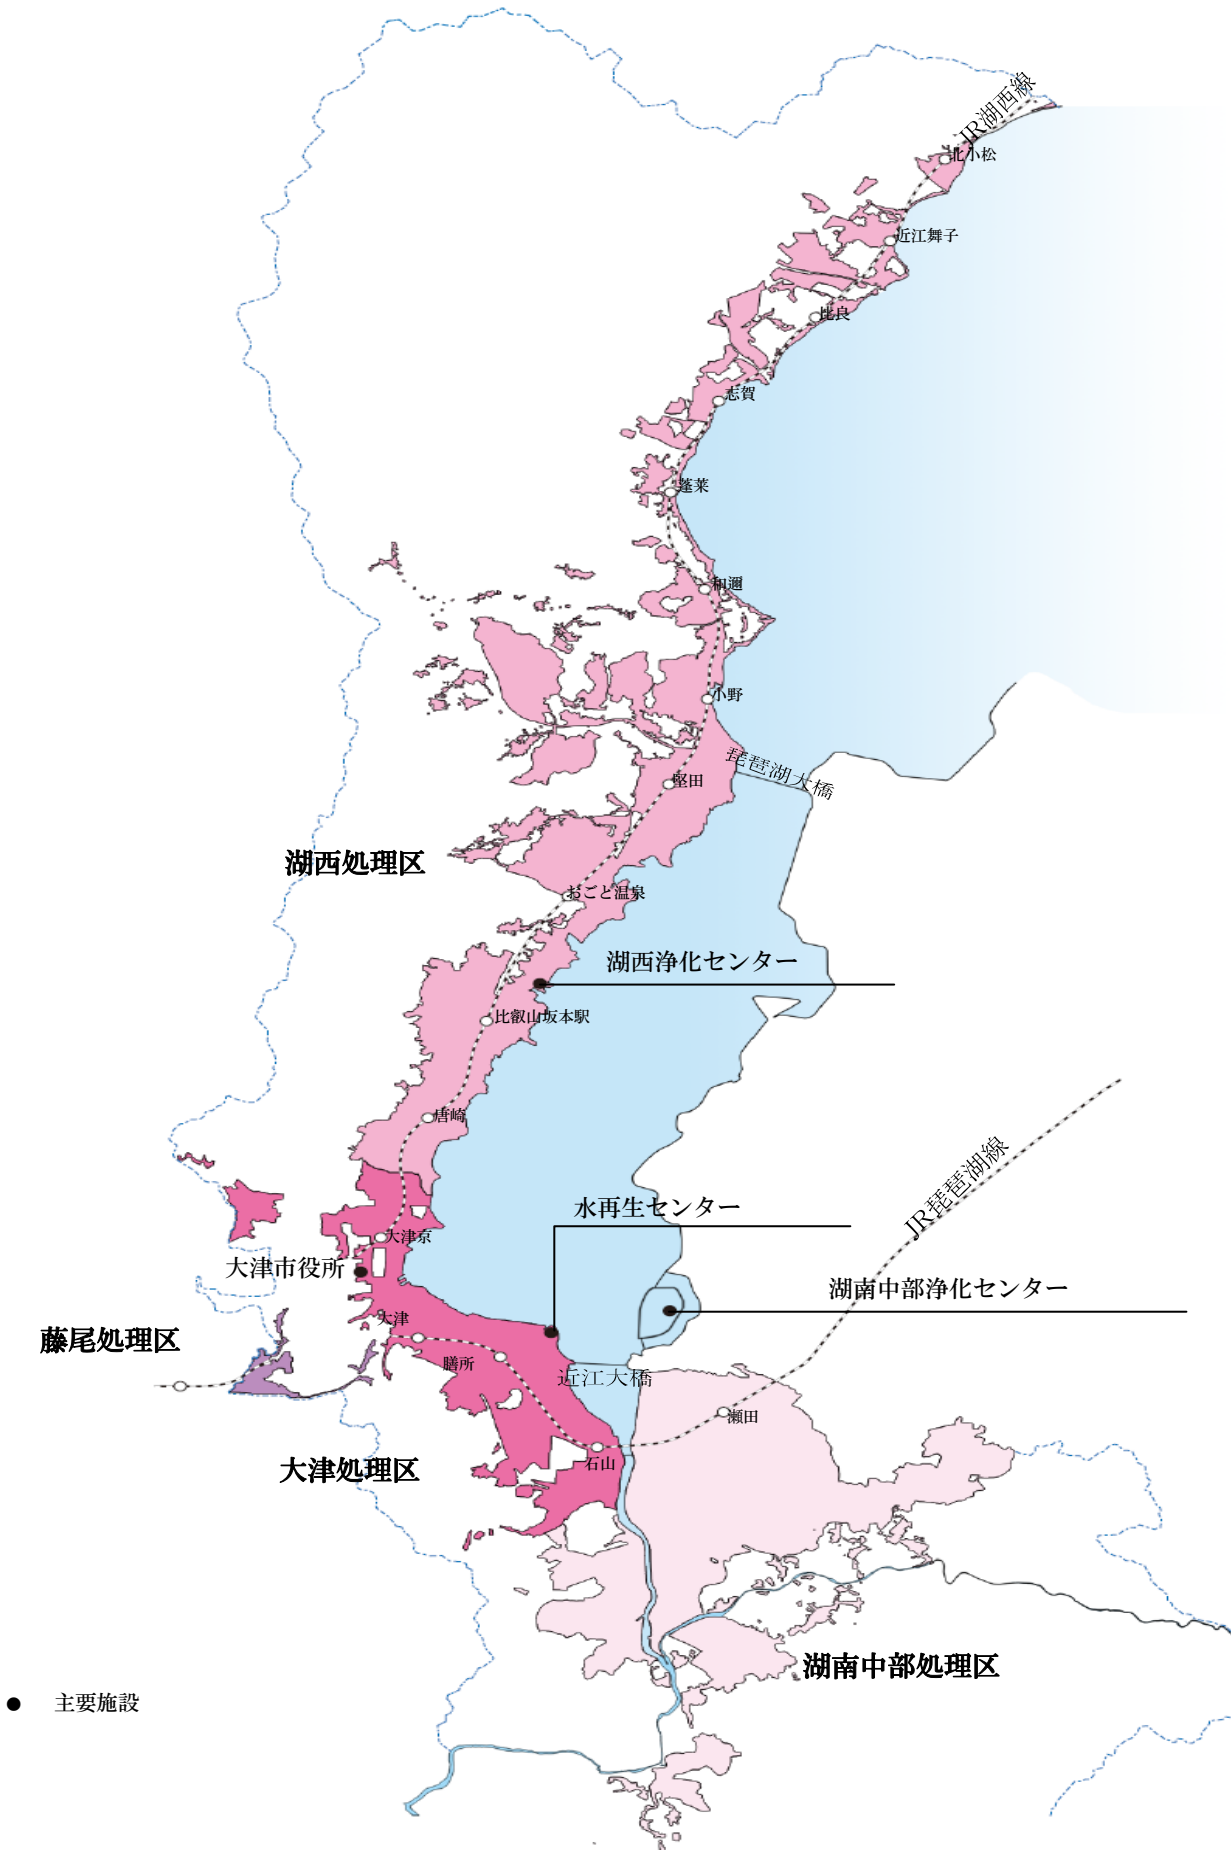 JR湖西線
北小松
近江舞子
比良
志賀
蓬莱
和邇
小野
琵琶湖大橋
堅田
湖西処理区
おごと温泉
湖西浄化センター
比叡山坂本駅
唐崎
JR琵琶湖線
水再生センター
大津京
大津市役所
湖南中部浄化センター
大津
藤尾処理区
膳所
近江大橋
瀬田
石山
大津処理区
湖南中部処理区
主要施設